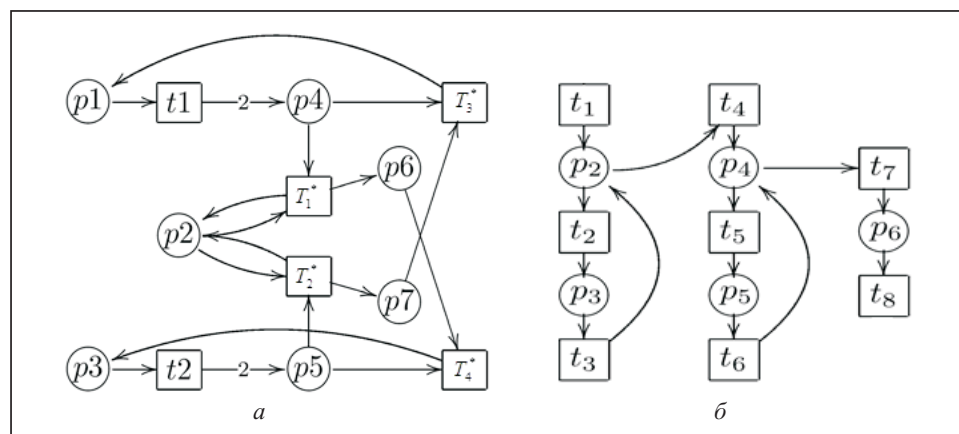 p1 t1 2 p4 T₃*
p6
T₁*
p2
T₂*
p7
p3 t2 2 p5 T₄*
а
t₁ t₄
p₂ p₄ t₇
t₂ t₅ p₆
p₃ p₅ t₈
t₃ t₆
б